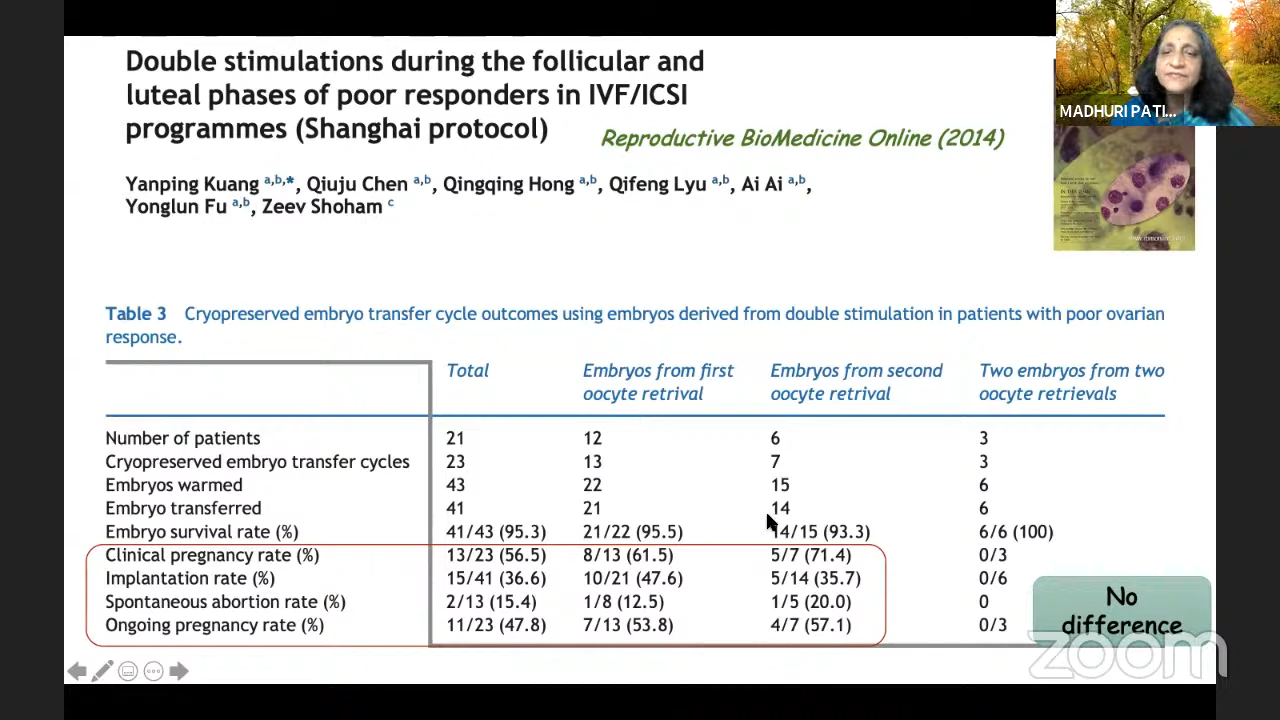 Double stimulations during the follicular and
luteal phases of poor responders in IVF/ICSI
programmes (Shanghai protocol)
Reproductive BioMedicine Online (2014)
MADHURI PATI...
Yanping Kuang a,b,*, Qiuju Chen a,b, Qingqing Hong a,b, Qifeng Lyu a,b, Ai Ai a,b,
Yonglun Fu a,b, Zeev Shoham c
Table 3 Cryopreserved embryo transfer cycle outcomes using embryos derived from double stimulation in patients with poor ovarian
response.
Total Embryos from first Embryos from second Two embryos from two
oocyte retrival oocyte retrival oocyte retrievals
Number of patients 21 12 6 3
Cryopreserved embryo transfer cycles 23 13 7 3
Embryos warmed 43 22 15 6
Embryo transferred 41 21 14 6
Embryo survival rate (%) 41/43 (95.3) 21/22 (95.5) 14/15 (93.3) 6/6 (100)
Clinical pregnancy rate (%) 13/23 (56.5) 8/13 (61.5) 5/7 (71.4) 0/3
Implantation rate (%) 15/41 (36.6) 10/21 (47.6) 5/14 (35.7) 0/6
Spontaneous abortion rate (%) 2/13 (15.4) 1/8 (12.5) 1/5 (20.0) 0
Ongoing pregnancy rate (%) 11/23 (47.8) 7/13 (53.8) 4/7 (57.1) 0/3
No
difference
zoom